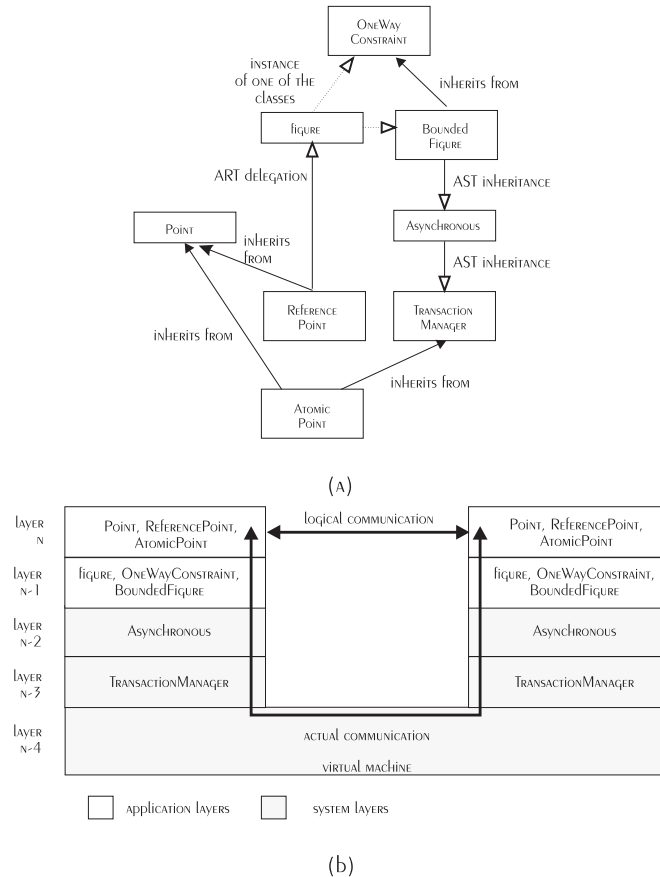 OneWay
Constraint
instance
of one of the
classes
inherits from
figure
Bounded
Figure
ART delegation
AST inheritance
Point
inherits
from
Asynchronous
AST inheritance
Reference
Point
Transaction
Manager
inherits from
inherits from
Atomic
Point
(a)
layer
n
Point, ReferencePoint,
AtomicPoint
logical communication
Point, ReferencePoint,
AtomicPoint
layer
n-1
figure, OneWayConstraint,
BoundedFigure
figure, OneWayConstraint,
BoundedFigure
layer
n-2
Asynchronous
Asynchronous
layer
n-3
TransactionManager
TransactionManager
layer
n-4
actual communication
virtual machine
application layers
system layers
(b)